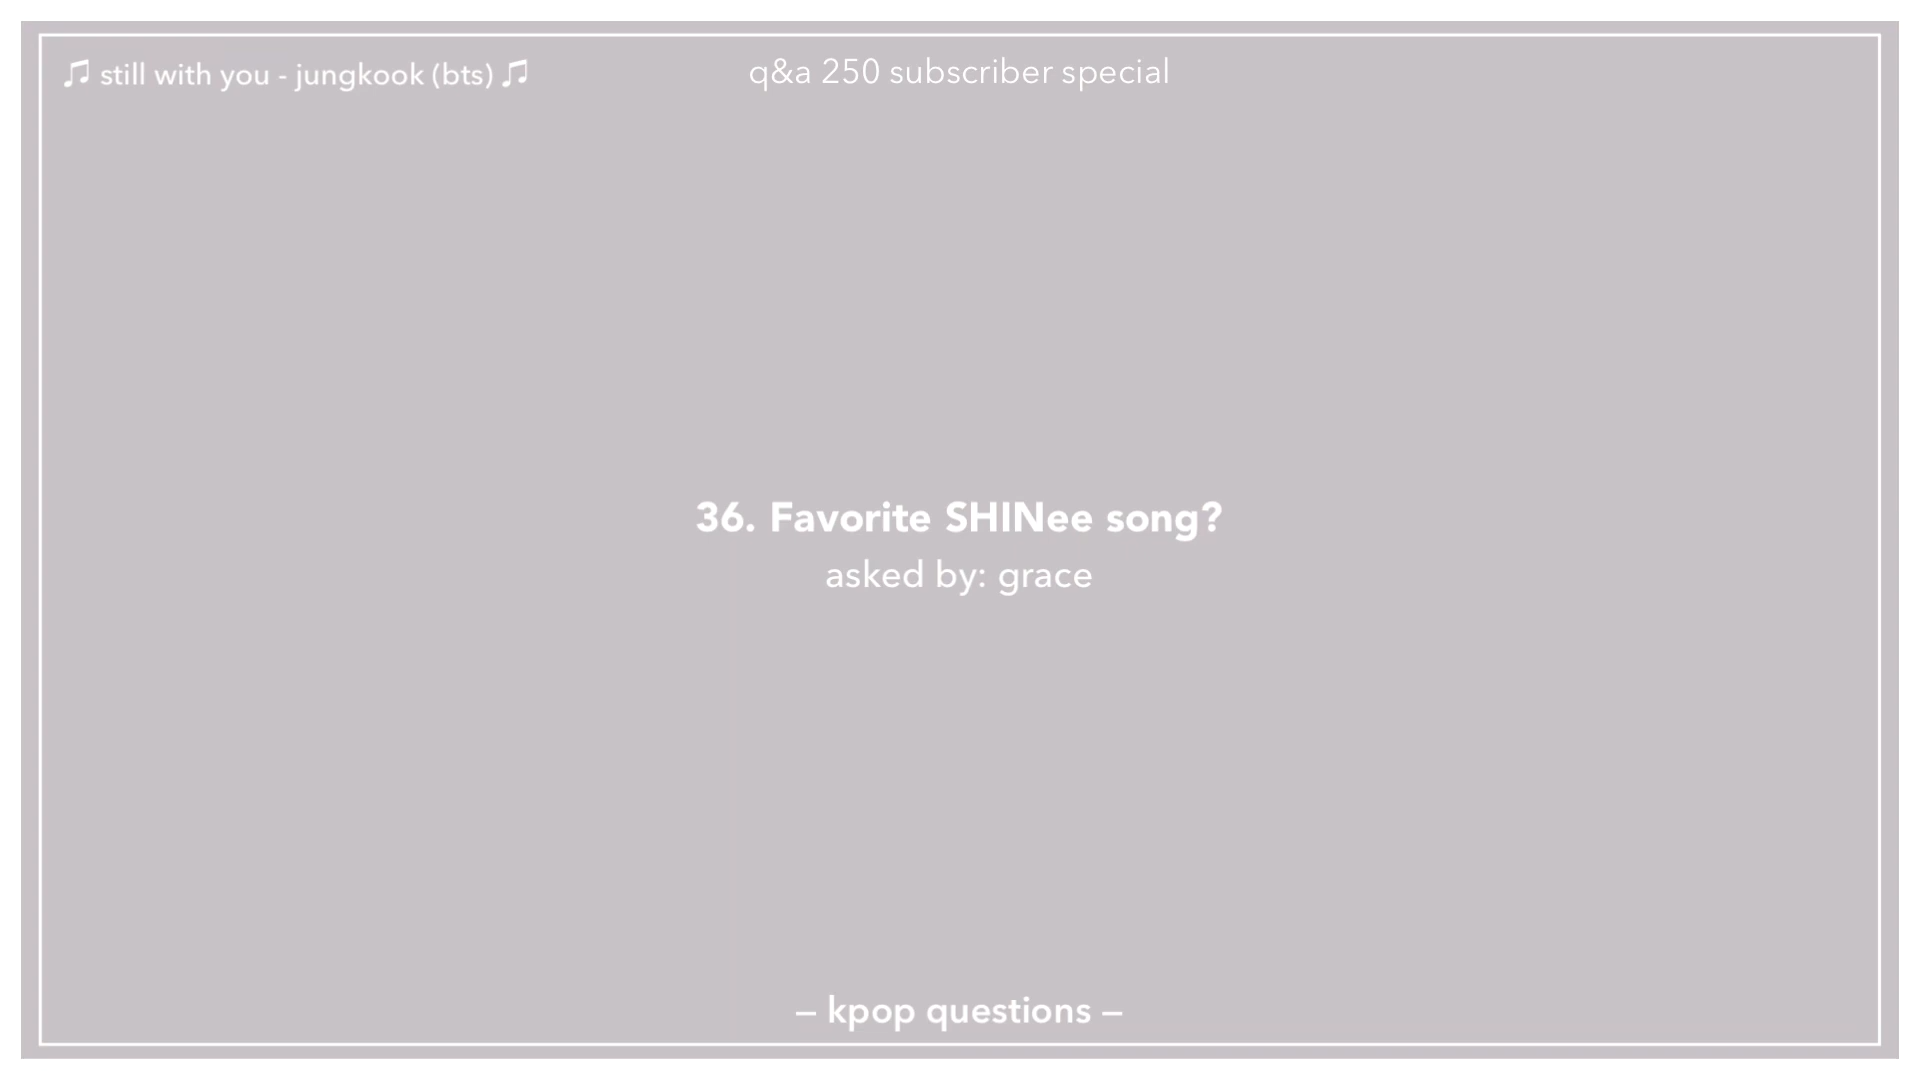 ♫ still with you - jungkook (bts) ♫
q&a 250 subscriber special
36. Favorite SHINee song?
asked by: grace
– kpop questions –